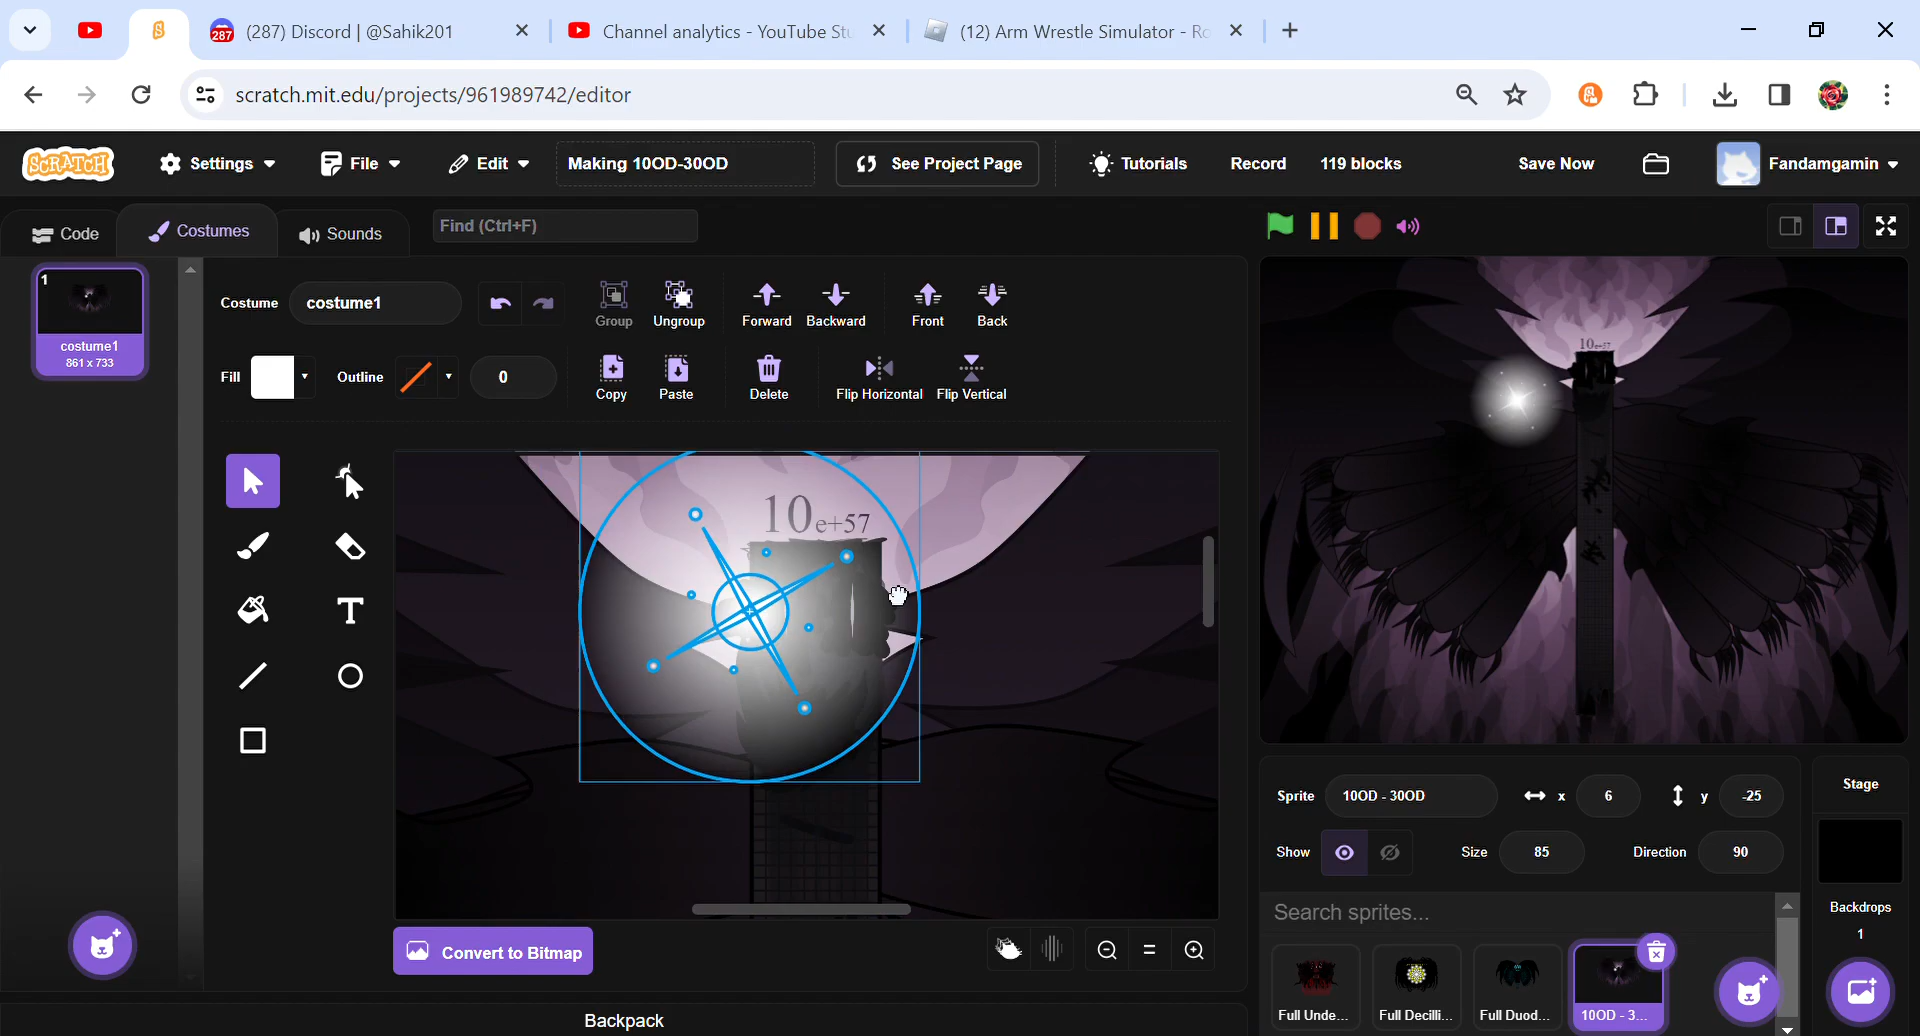 (287) Discord | @Sahik201
Channel analytics - YouTube Stu
(12) Arm Wrestle Simulator - Ro
scratch.mit.edu/projects/961989742/editor
SCRATCH
Settings
File
Edit
Making 10OD-30OD
See Project Page
Tutorials
Record
119 blocks
Save Now
Fandamgamin
Code
Costumes
Sounds
Find (Ctrl+F)
1
costume1
861 x 733
Costume
costume1
Group
Ungroup
Forward
Backward
Front
Back
Fill
Outline
0
Copy
Paste
Delete
Flip Horizontal
Flip Vertical
10e+57
10e+57
Convert to Bitmap
Backpack
Sprite
10OD - 30OD
x
6
y
-25
Show
Size
85
Direction
90
Search sprites...
Full Unde...
Full Decilli...
Full Duod...
10OD - 3...
Stage
Backdrops
1